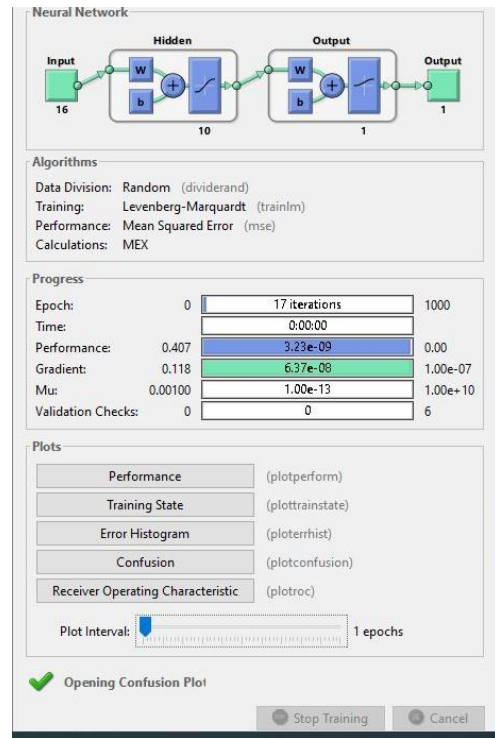 Neural Network
Hidden Output
Input Output
W W
+ +
b b
16 1
10 1
Algorithms
Data Division: Random (dividerand)
Training: Levenberg-Marquardt (trainlm)
Performance: Mean Squared Error (mse)
Calculations: MEX
Progress
Epoch: 0 17 iterations 1000
Time: 0:00:00
Performance: 0.407 3.23e-09 0.00
Gradient: 0.118 6.37e-08 1.00e-07
Mu: 0.00100 1.00e-13 1.00e+10
Validation Checks: 0 0 6
Plots
Performance (plotperform)
Training State (plottrainstate)
Error Histogram (ploterrhist)
Confusion (plotconfusion)
Receiver Operating Characteristic (plotroc)
Plot Interval: 1 epochs
Opening Confusion Plot
Stop Training Cancel